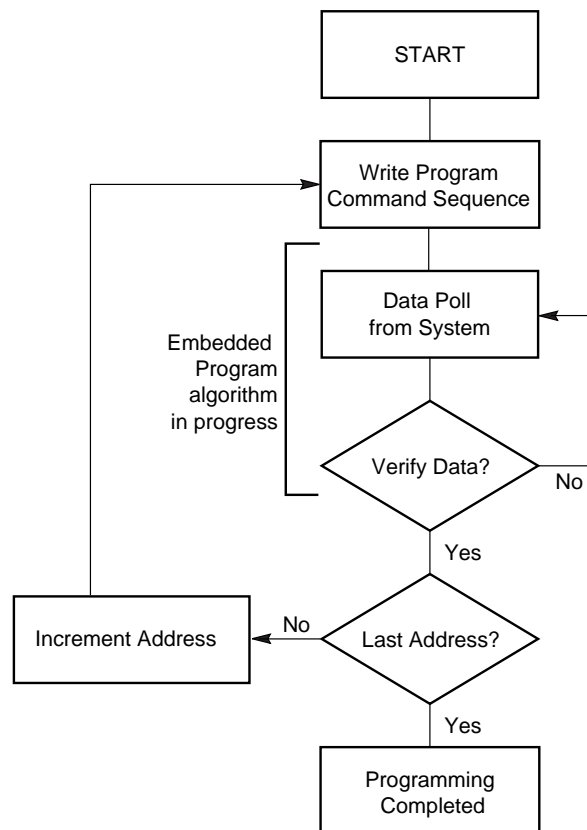 START
Write Program
Command Sequence
Data Poll
from System
Embedded
Program
algorithm
in progress
Verify Data?
No
Yes
Last Address?
No
Increment Address
Yes
Programming
Completed